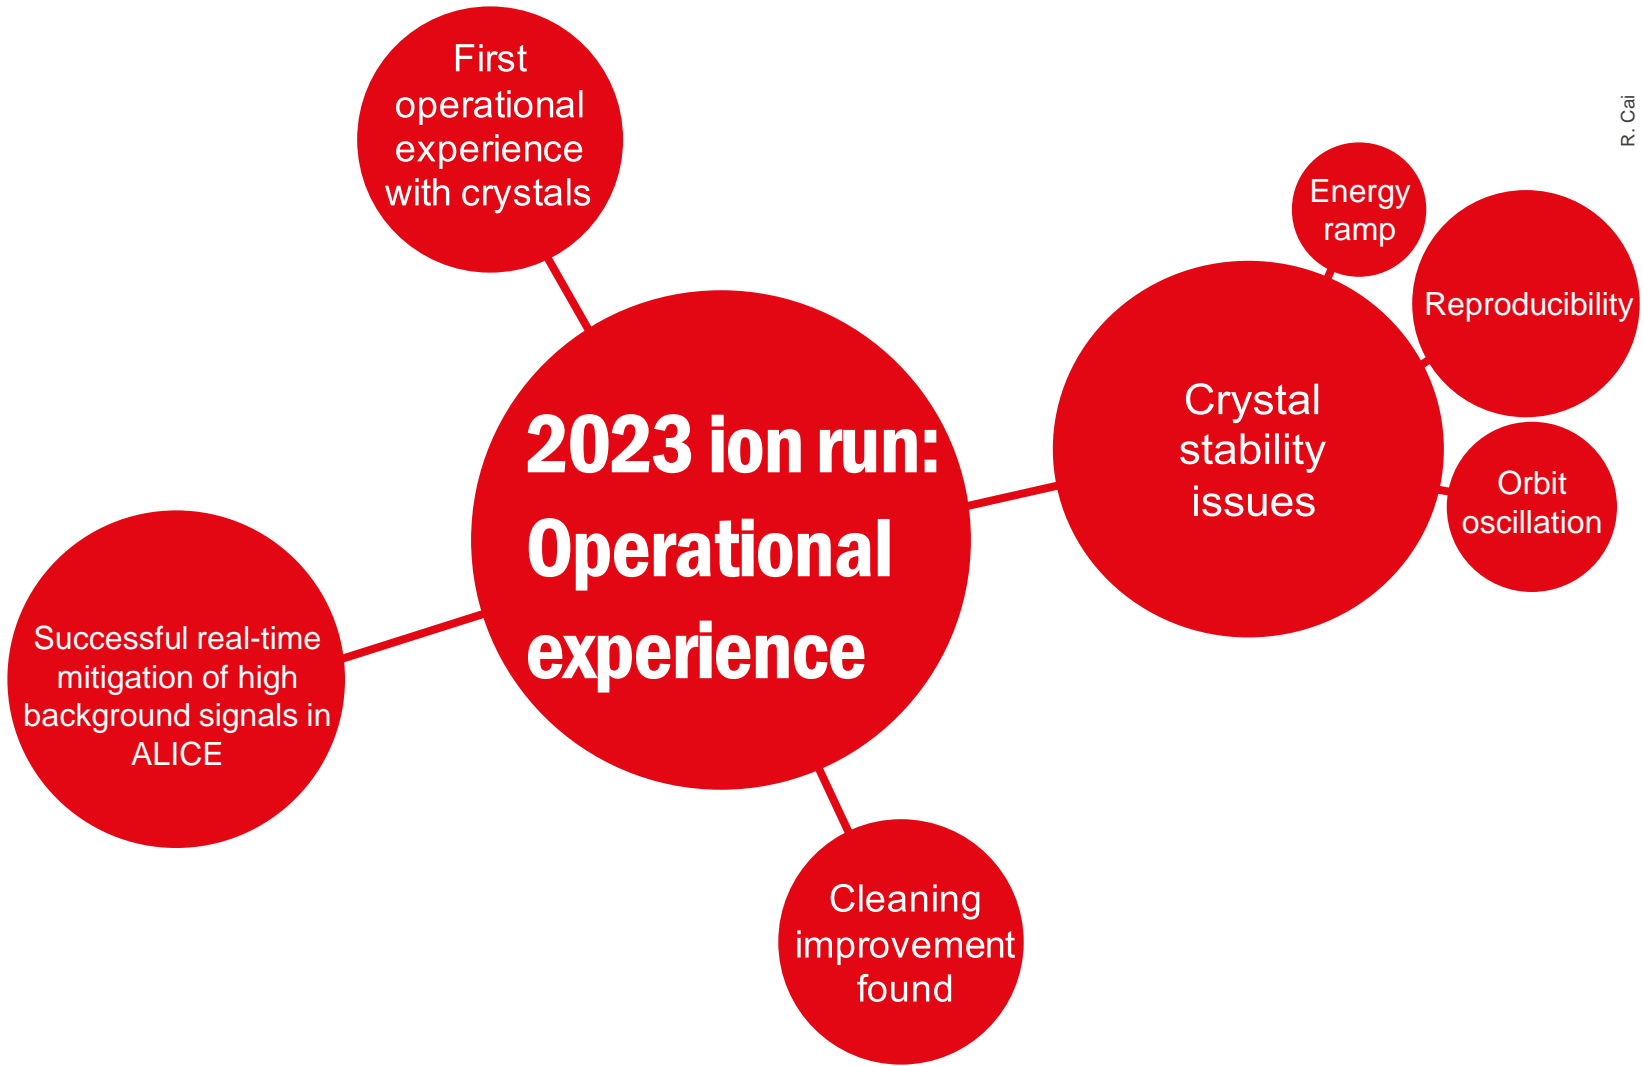 First
operational
experience
with crystals
R. Cai
Energy
ramp
Reproducibility
Crystal
stability
issues
Orbit
oscillation
2023 ion run:
Operational
experience
Successful real-time
mitigation of high
background signals in
ALICE
Cleaning
improvement
found